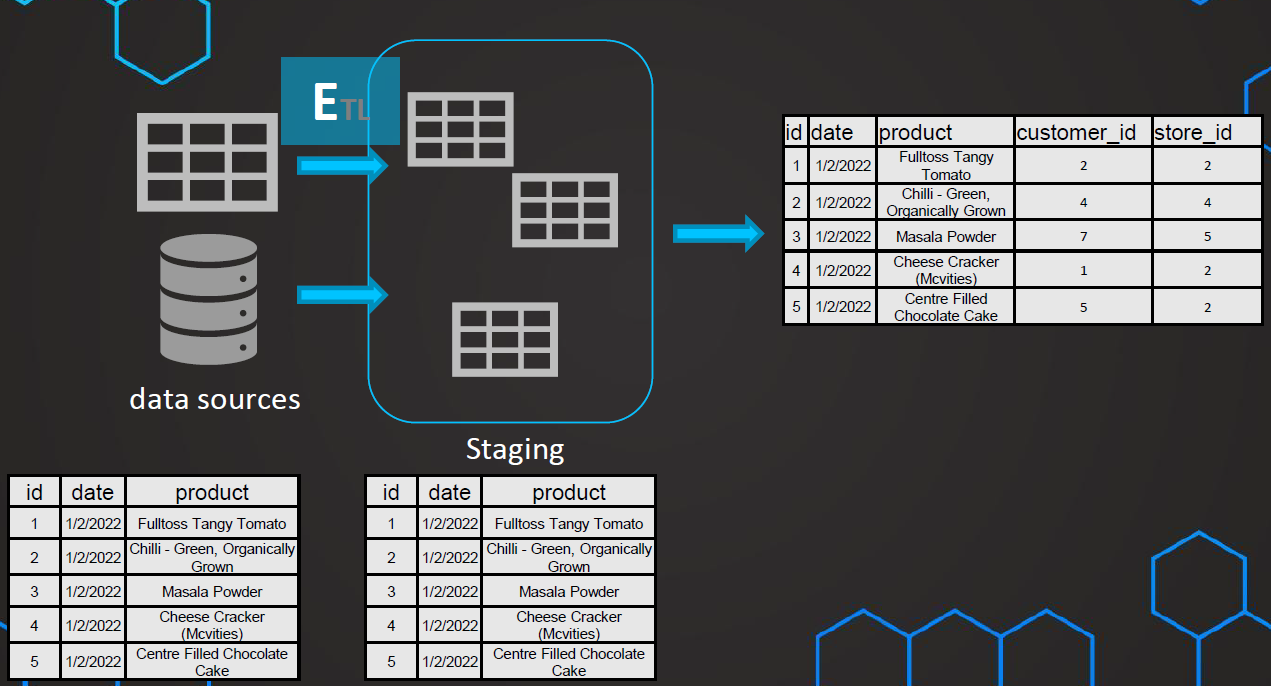 ETL
id date product customer_id store_id
1 1/2/2022 Fulltoss Tangy
Tomato 2 2
2 1/2/2022 Chilli - Green,
Organically Grown 4 4
3 1/2/2022 Masala Powder 7 5
4 1/2/2022 Cheese Cracker
(Mcvities) 1 2
5 1/2/2022 Centre Filled
Chocolate Cake 5 2
data sources
Staging
id date product
1 1/2/2022 Fulltoss Tangy Tomato
2 1/2/2022 Chilli - Green, Organically
Grown
3 1/2/2022 Masala Powder
4 1/2/2022 Cheese Cracker
(Mcvities)
5 1/2/2022 Centre Filled Chocolate
Cake
id date product
1 1/2/2022 Fulltoss Tangy Tomato
2 1/2/2022 Chilli - Green, Organically
Grown
3 1/2/2022 Masala Powder
4 1/2/2022 Cheese Cracker
(Mcvities)
5 1/2/2022 Centre Filled Chocolate
Cake